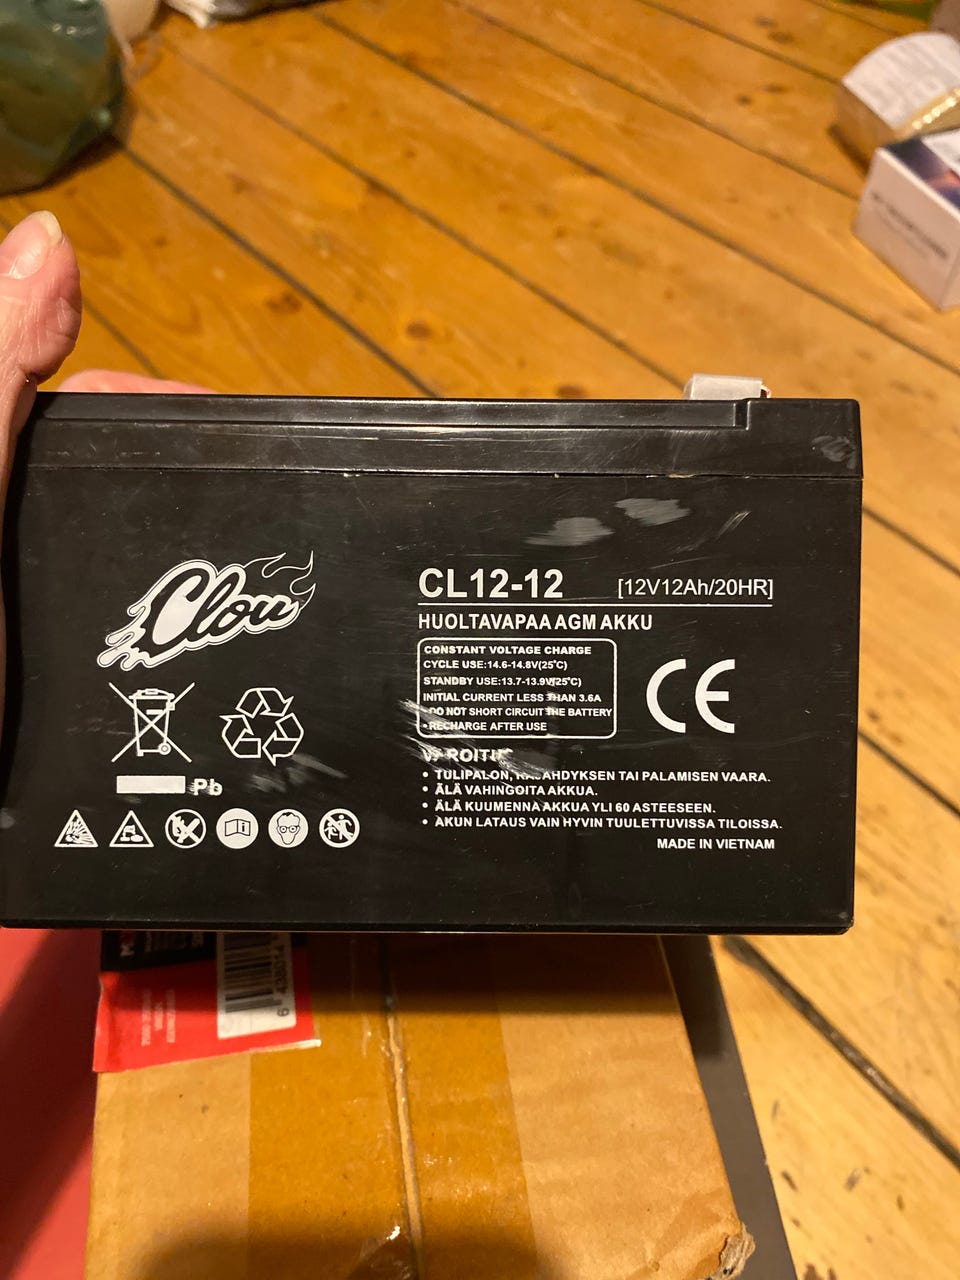 Clou
CL12-12 [12V12Ah/20HR]
HUOLTAVAPAA AGM AKKU
CONSTANT VOLTAGE CHARGE
CYCLE USE:14.6-14.8V(25°C)
STANDBY USE:13.7-13.9V(25°C)
INITIAL CURRENT LESS THAN 3.6A
• DO NOT SHORT CIRCUIT THE BATTERY
• RECHARGE AFTER USE
CE
Pb
• TULIPALON, RÄJÄHDYKSEN TAI PALAMISEN VAARA.
• ÄLÄ VAHINGOITA AKKUA.
• ÄLÄ KUUMENNA AKKUA YLI 60 ASTEESEEN.
• AKUN LATAUS VAIN HYVIN TUULETTUVISSA TILOISSA.
MADE IN VIETNAM